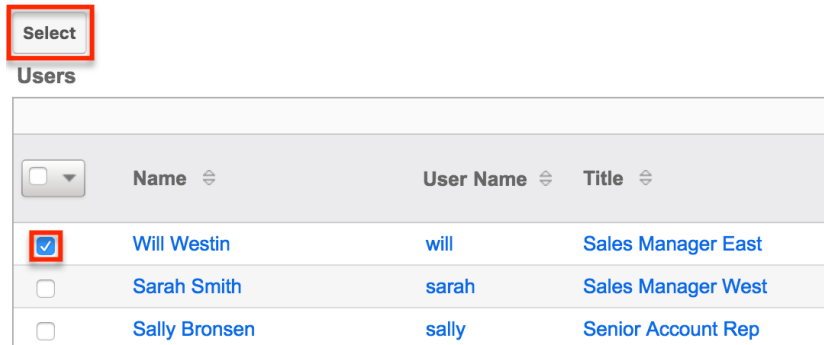 Select
Users
Name User Name Title
Will Westin will Sales Manager East
Sarah Smith sarah Sales Manager West
Sally Bronsen sally Senior Account Rep